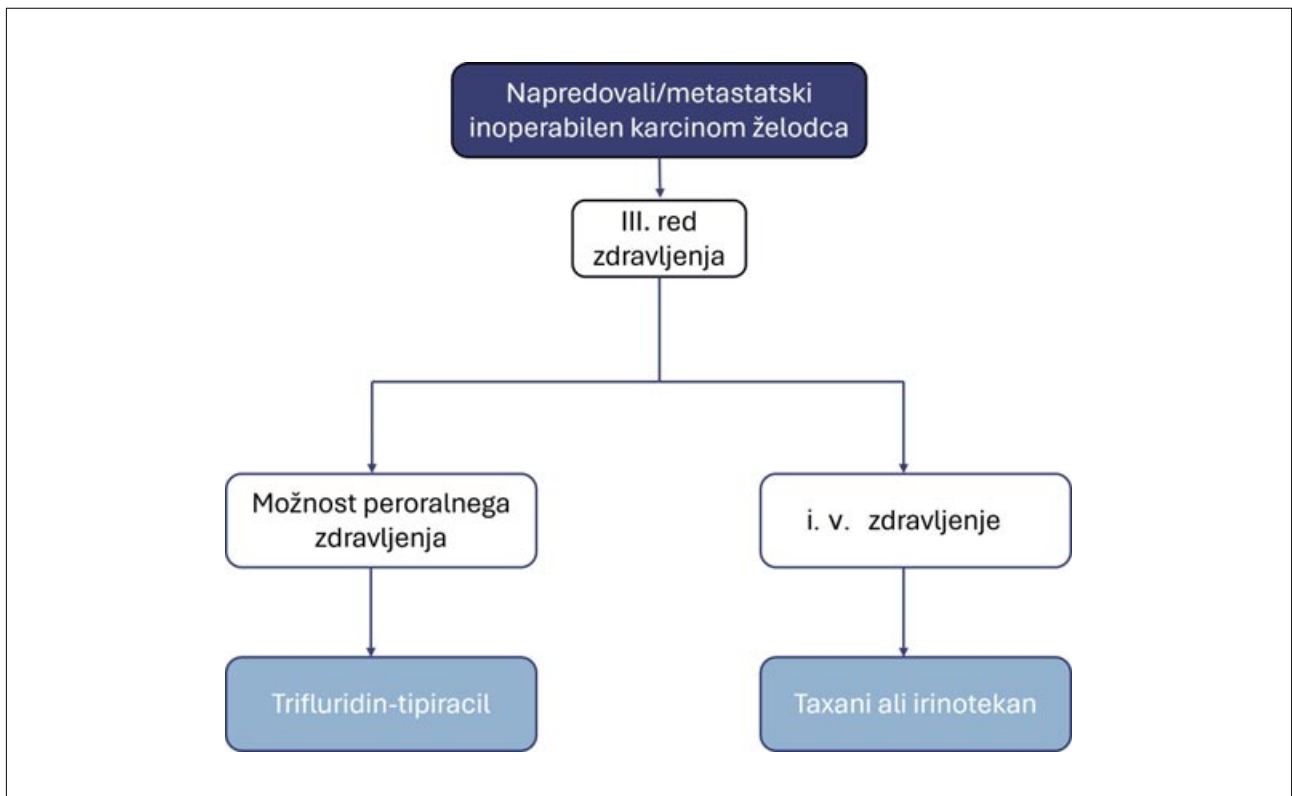 Napredovali/metastatski
inoperabilen karcinom želodca
III. red
zdravljenja
Možnost peroralnega
zdravljenja
i. v. zdravljenje
Trifluridin-tipiracil
Taxani ali irinotekan